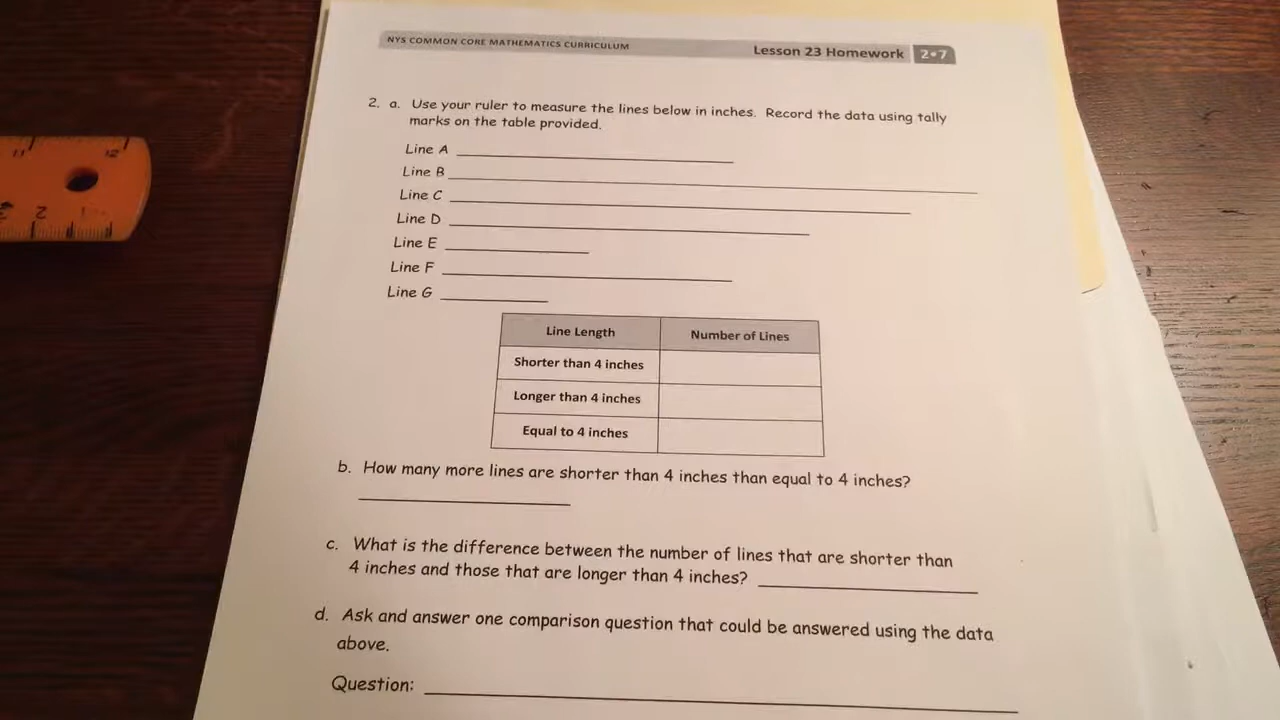 NYS COMMON CORE MATHEMATICS CURRICULUM Lesson 23 Homework 2•7
2. a. Use your ruler to measure the lines below in inches. Record the data using tally
marks on the table provided.
Line A
Line B
Line C
Line D
Line E
Line F
Line G
Line Length Number of Lines
Shorter than 4 inches
Longer than 4 inches
Equal to 4 inches
b. How many more lines are shorter than 4 inches than equal to 4 inches?
c. What is the difference between the number of lines that are shorter than
4 inches and those that are longer than 4 inches?
d. Ask and answer one comparison question that could be answered using the data
above.
Question:
11 12
3 2 1